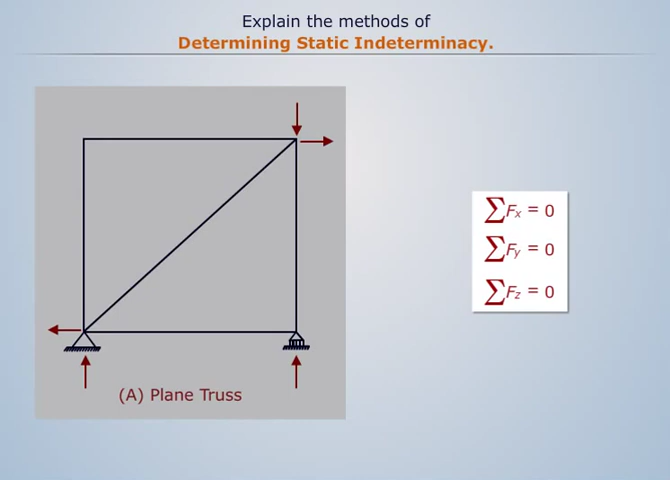 Explain the methods of
Determining Static Indeterminacy.
∑Fx = 0
∑Fy = 0
∑Fz = 0
(A) Plane Truss